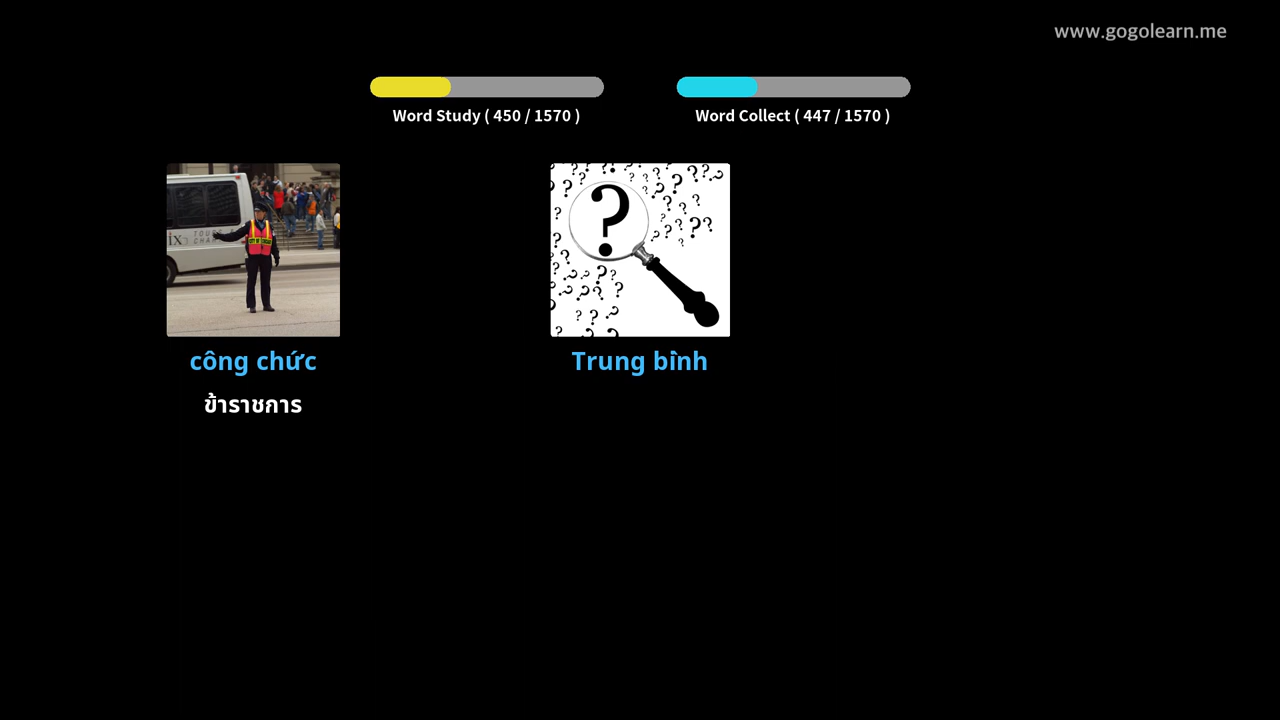 www.gogolearn.me
Word Study ( 450 / 1570 )
Word Collect ( 447 / 1570 )
công chức
Trung bình
ข้าราชการ